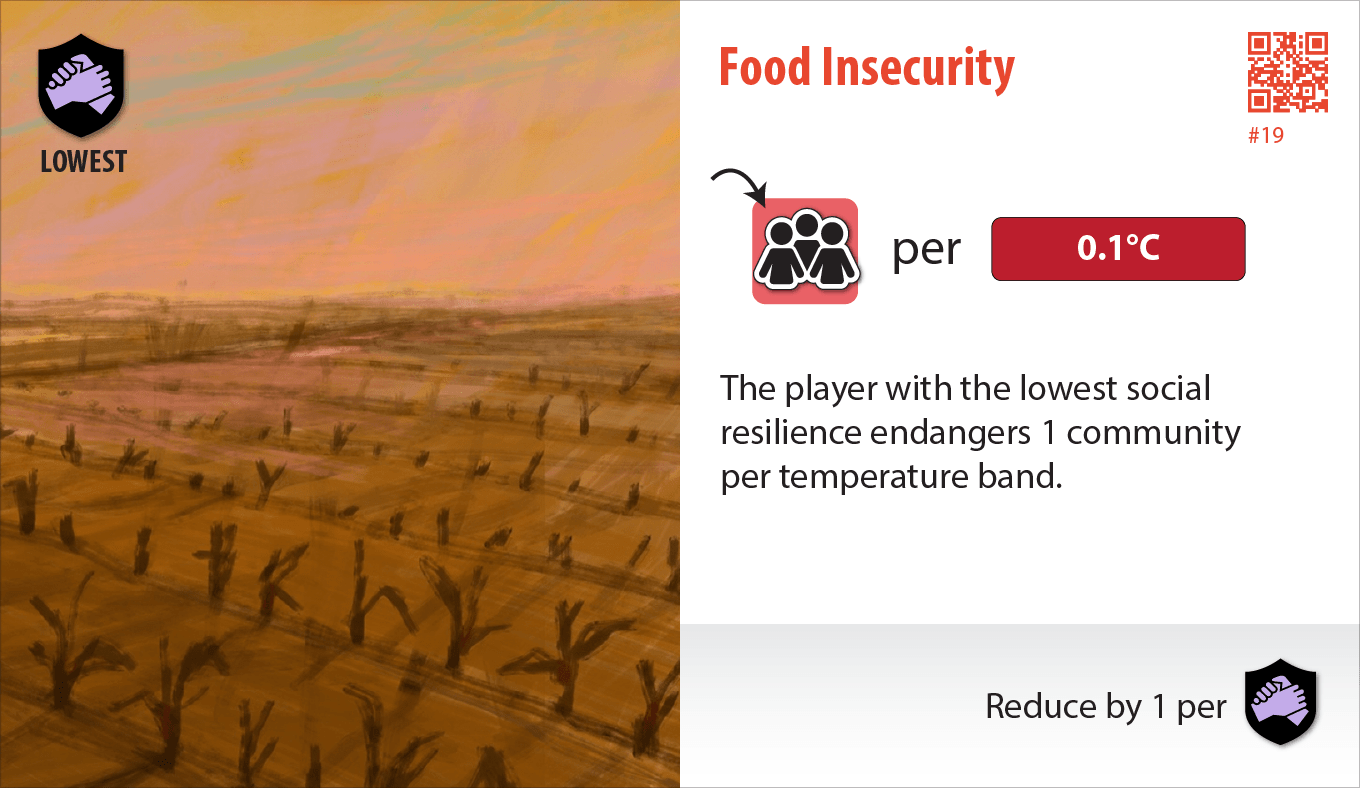 LOWEST
Food Insecurity
#19
per
0.1°C
The player with the lowest social
resilience endangers 1 community
per temperature band.
Reduce by 1 per